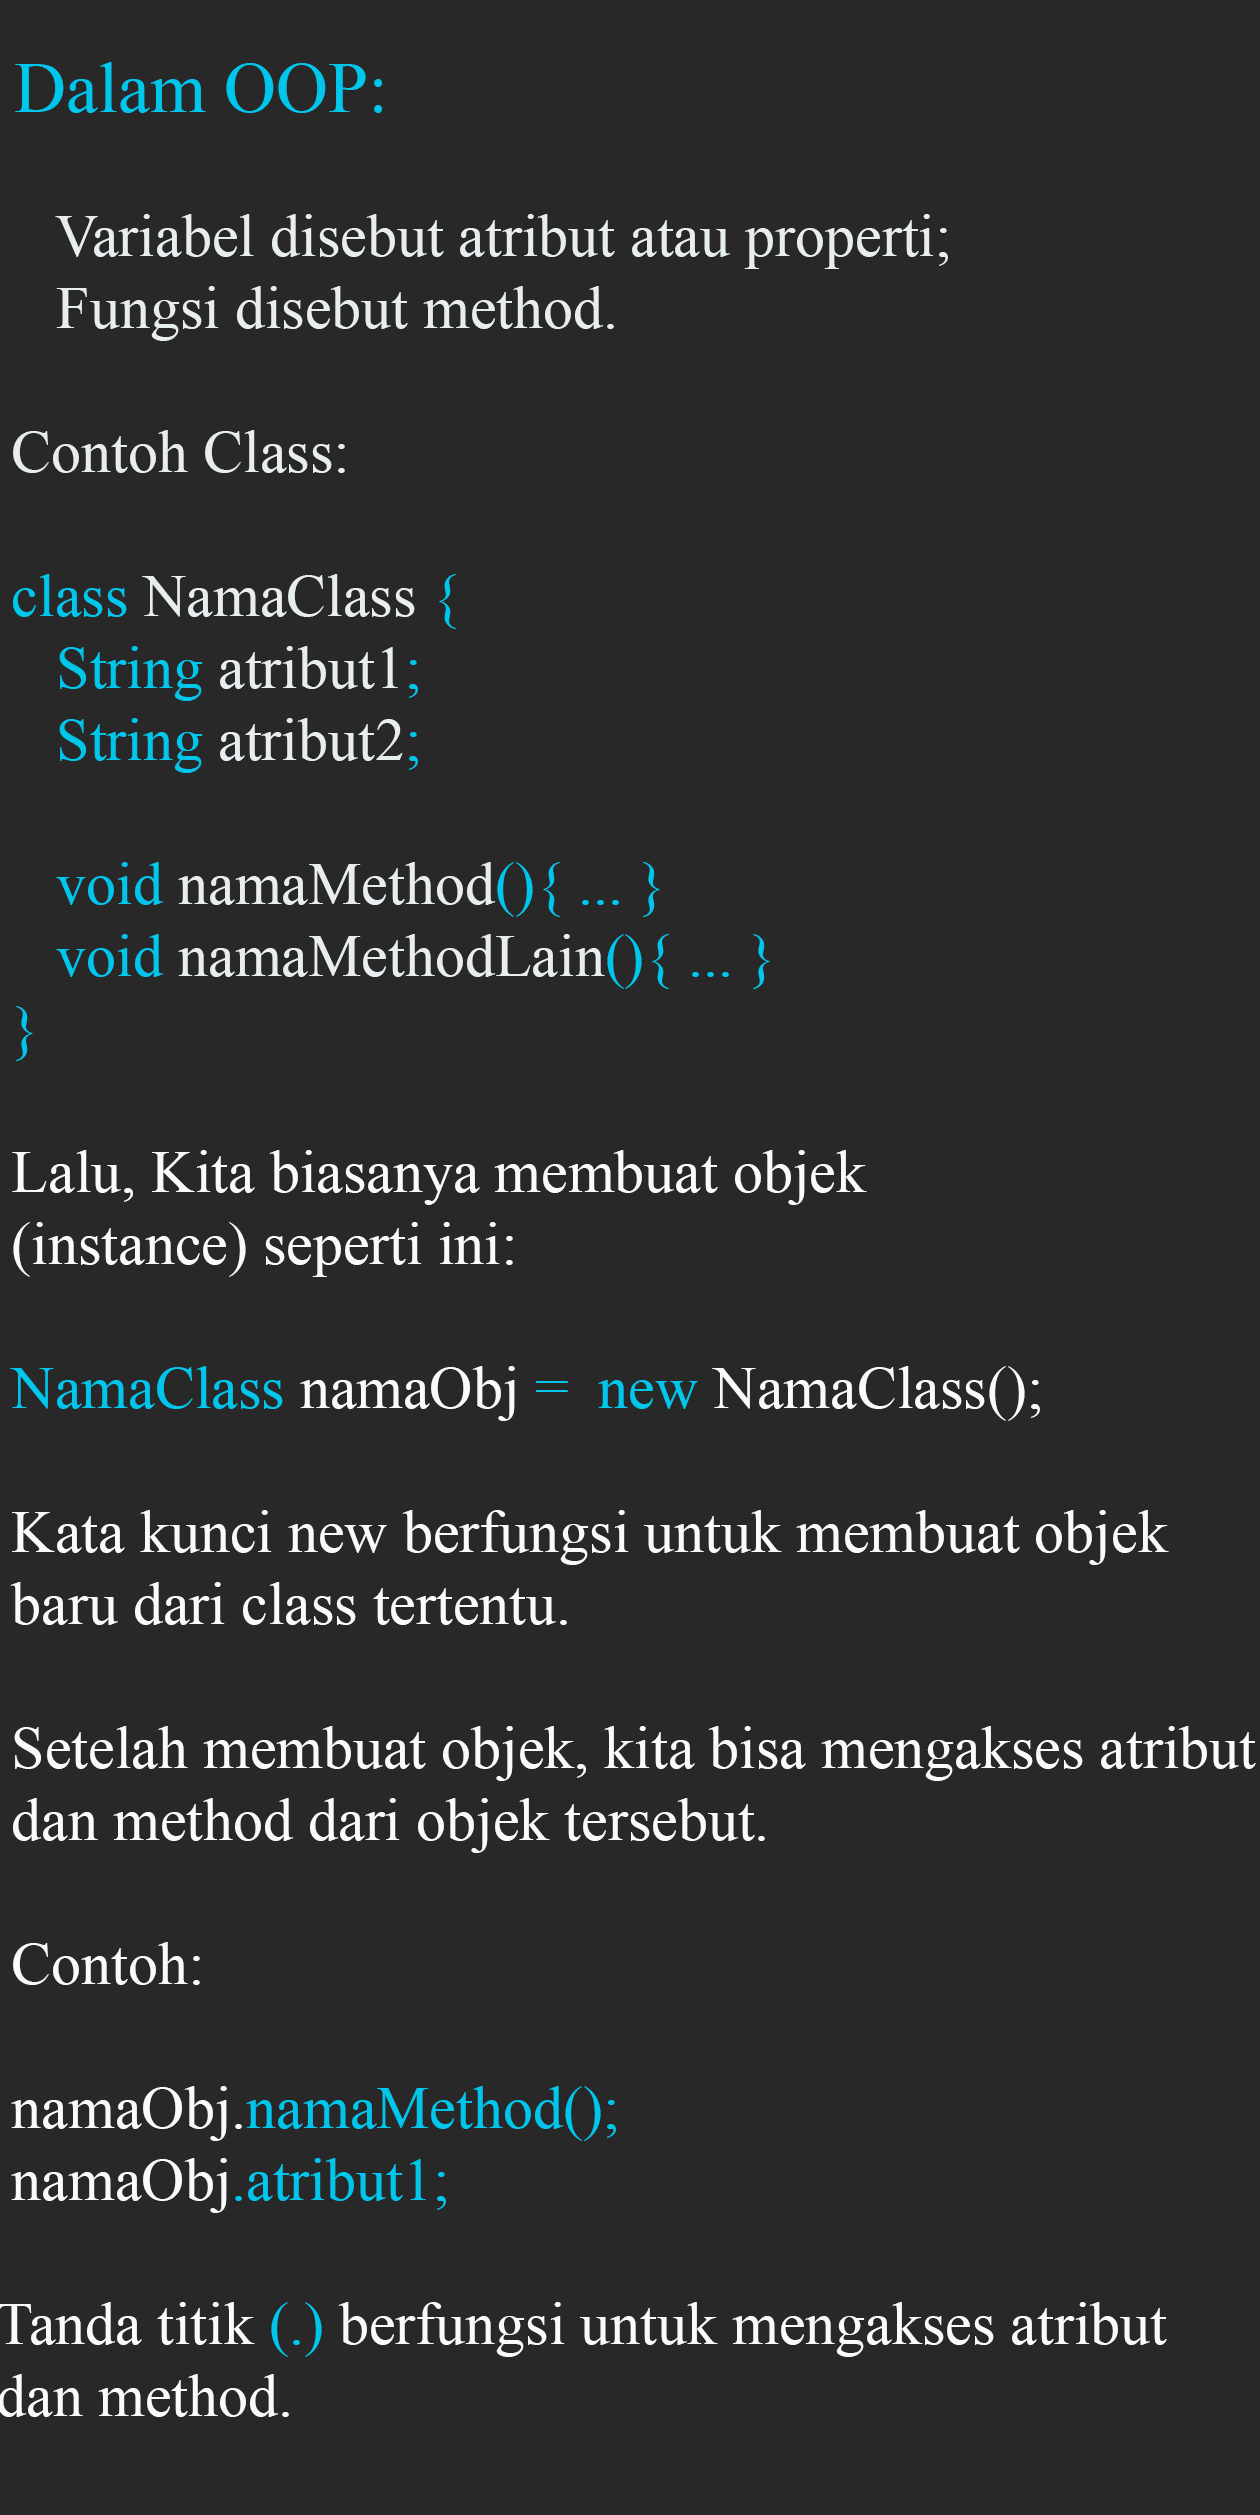 Dalam OOP:
Variabel disebut atribut atau properti;
Fungsi disebut method.
Contoh Class:
class NamaClass {
String atribut1;
String atribut2;
void namaMethod(){ ... }
void namaMethodLain(){ ... }
}
Lalu, Kita biasanya membuat objek
(instance) seperti ini:
NamaClass namaObj = new NamaClass();
Kata kunci new berfungsi untuk membuat objek
baru dari class tertentu.
Setelah membuat objek, kita bisa mengakses atribut
dan method dari objek tersebut.
Contoh:
namaObj.namaMethod();
namaObj.atribut1;
Tanda titik (.) berfungsi untuk mengakses atribut
dan method.